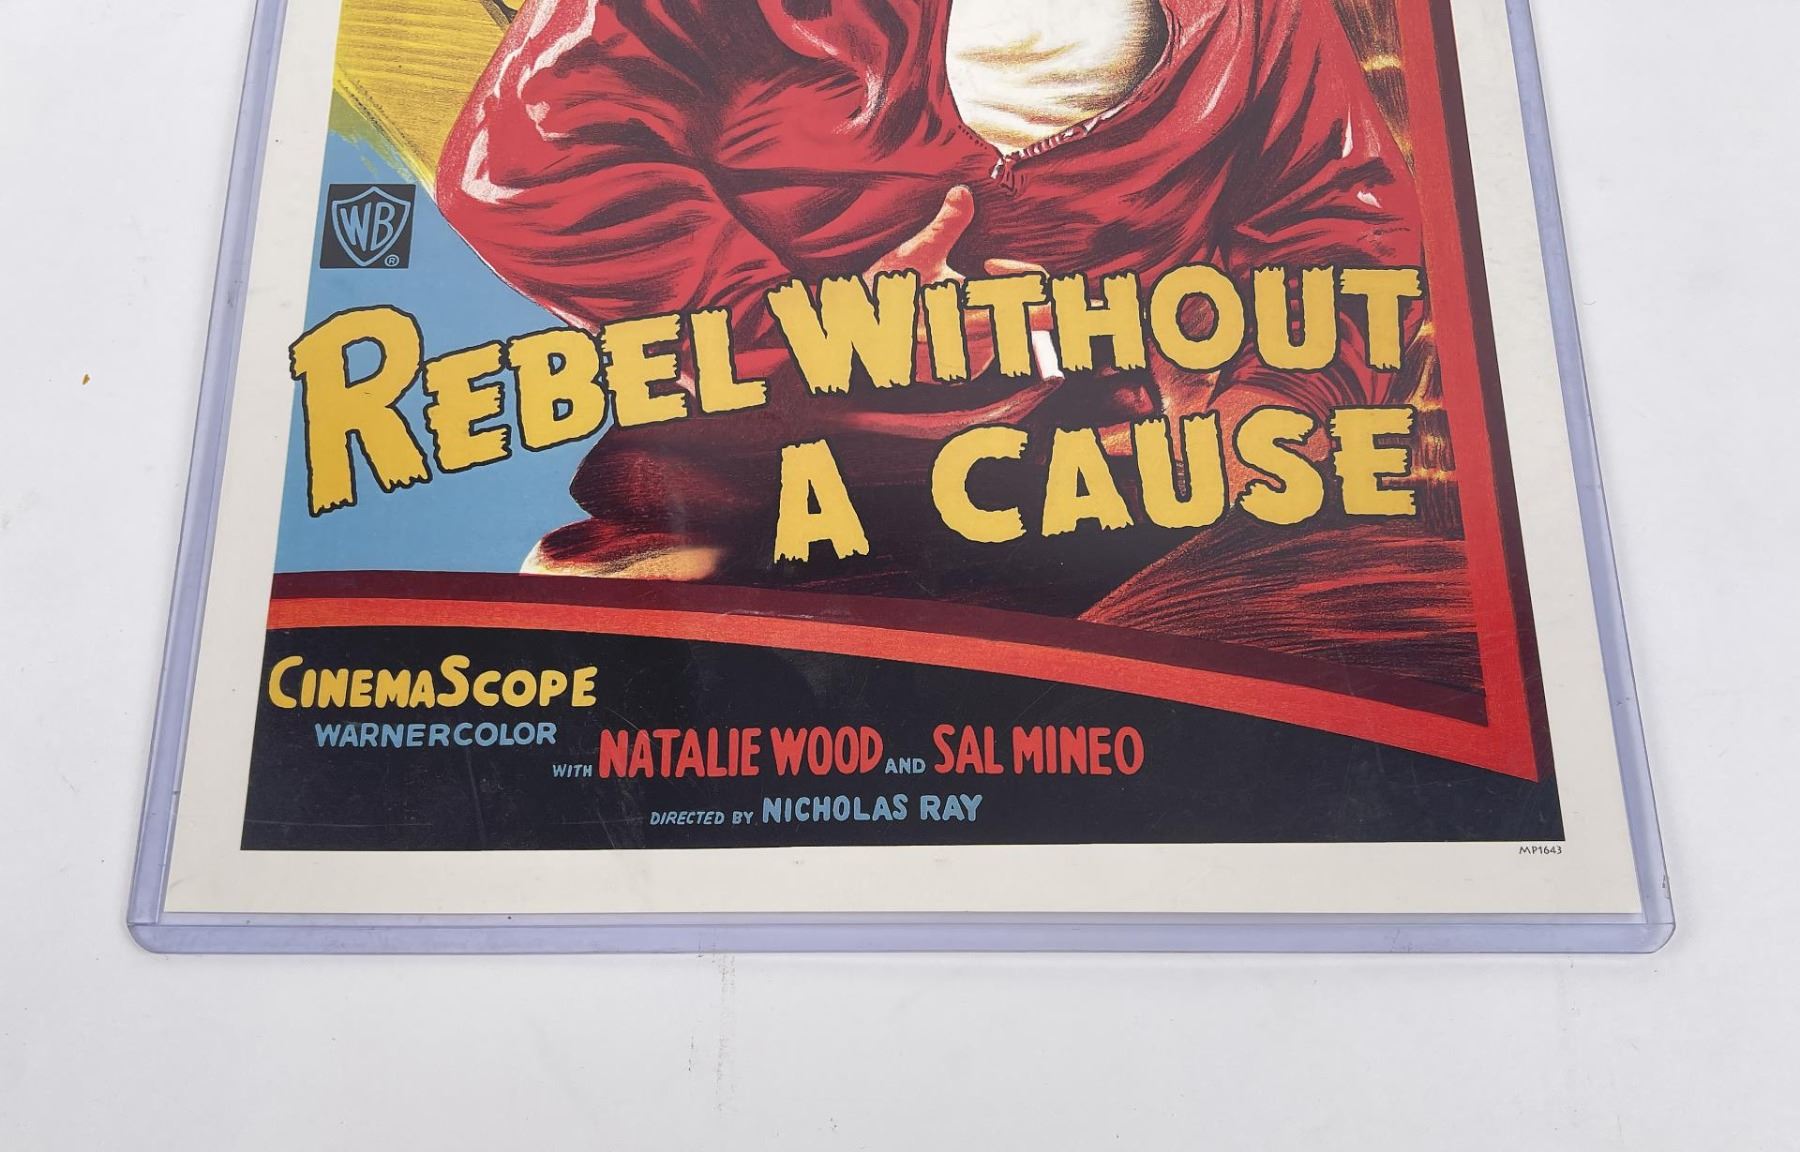 WB
®
REBEL WITHOUT
A CAUSE
CINEMASCOPE
WARNERCOLOR
WITH NATALIE WOOD AND SAL MINEO
DIRECTED BY NICHOLAS RAY
MP1643